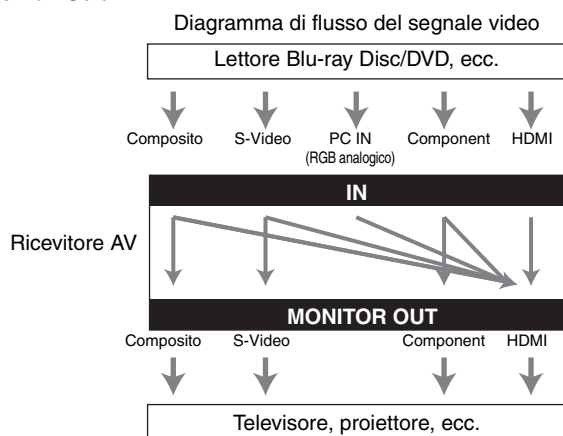 Diagramma di flusso del segnale video
Lettore Blu-ray Disc/DVD, ecc.
Composito S-Video PC IN Component HDMI
(RGB analogico)
IN
Ricevitore AV
MONITOR OUT
Composito S-Video Component HDMI
Televisore, proiettore, ecc.